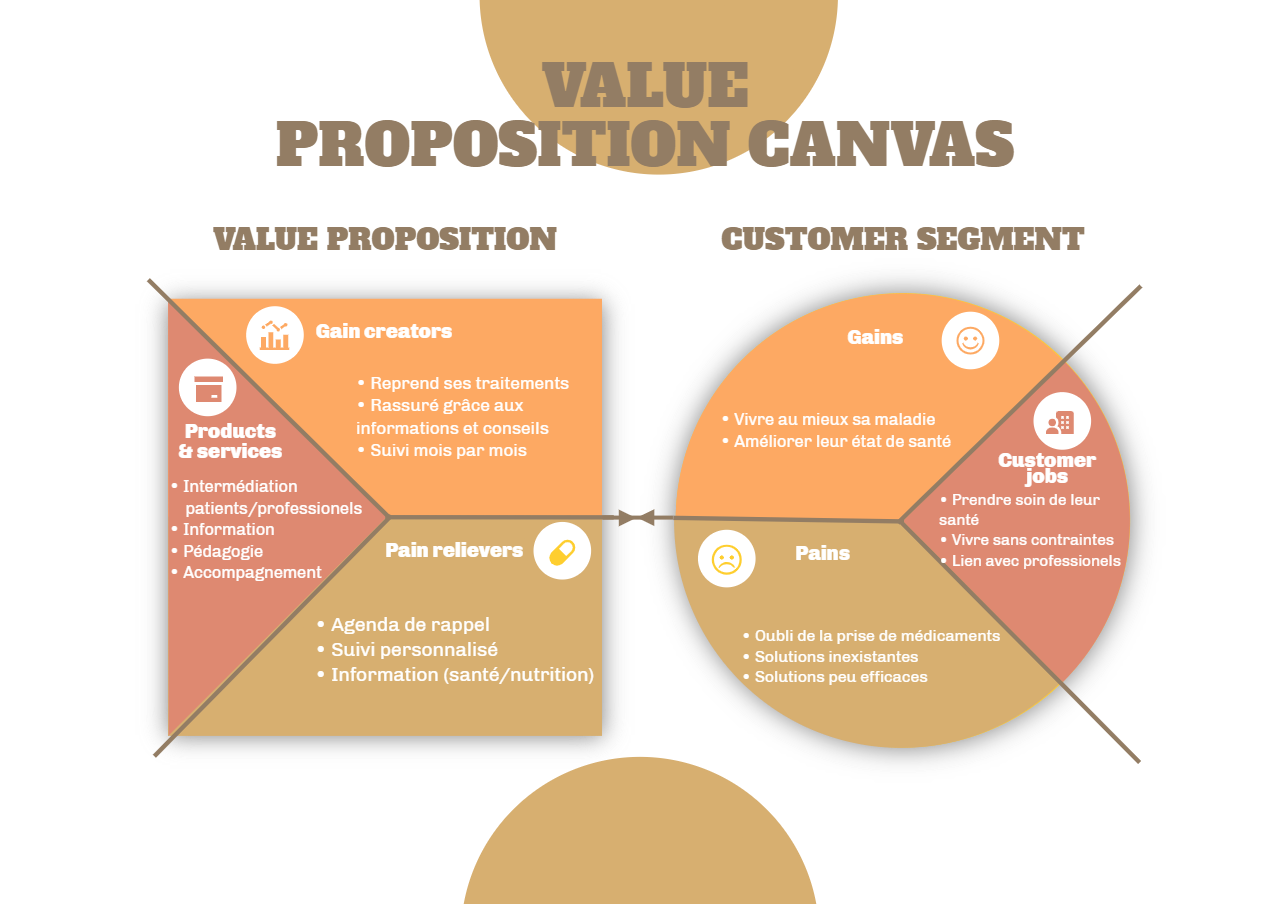 VALUE
PROPOSITION CANVAS
VALUE PROPOSITION
Gain creators
• Reprend ses traitements
• Rassuré grâce aux
informations et conseils
• Suivi mois par mois
Products
& services
• Intermédiation
patients/professionels
• Information
• Pédagogie
• Accompagnement
Pain relievers
• Agenda de rappel
• Suivi personnalisé
• Information (santé/nutrition)
CUSTOMER SEGMENT
Gains
• Vivre au mieux sa maladie
• Améliorer leur état de santé
Customer
jobs
• Prendre soin de leur
santé
• Vivre sans contraintes
• Lien avec professionels
Pains
• Oubli de la prise de médicaments
• Solutions inexistantes
• Solutions peu efficaces